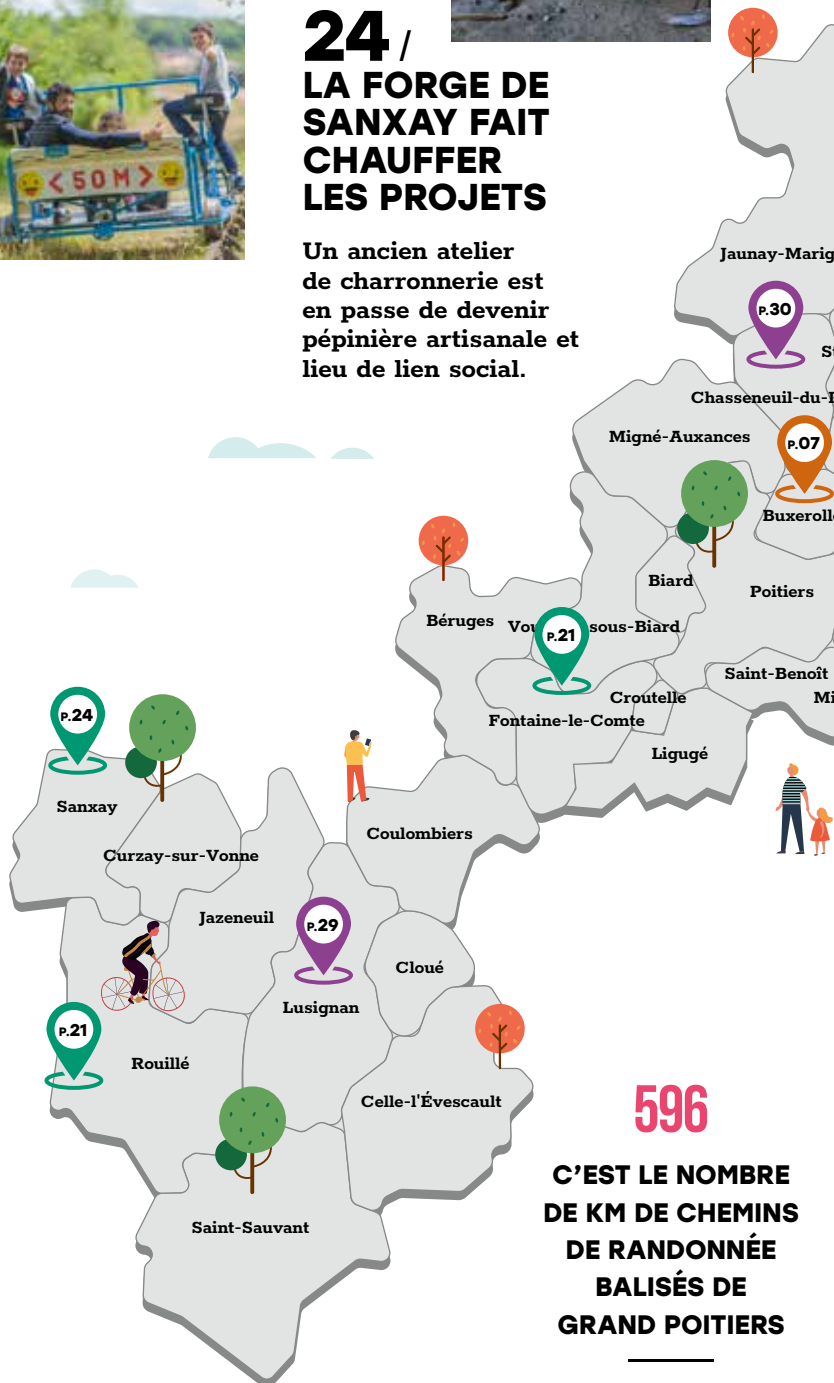 24 /
LA FORGE DE
SANXAY FAIT
CHAUFFER
LES PROJETS
Un ancien atelier
de charronnerie est
en passe de devenir
pépinière artisanale et
lieu de lien social.
< 50M >
Jaunay-Marig
P.30
St
Chasseneuil-du-P
Migné-Auxances
P.07
Buxeroll
Biard
Poitiers
Béruges
Vou
sous-Biard
P.21
Saint-Benoît
Croutelle
Mi
Fontaine-le-Comte
Ligugé
P.24
Sanxay
Coulombiers
Curzay-sur-Vonne
Jazeneuil
P.29
Cloué
Lusignan
P.21
Rouillé
Celle-l'Évescault
Saint-Sauvant
596
C'EST LE NOMBRE
DE KM DE CHEMINS
DE RANDONNÉE
BALISÉS DE
GRAND POITIERS